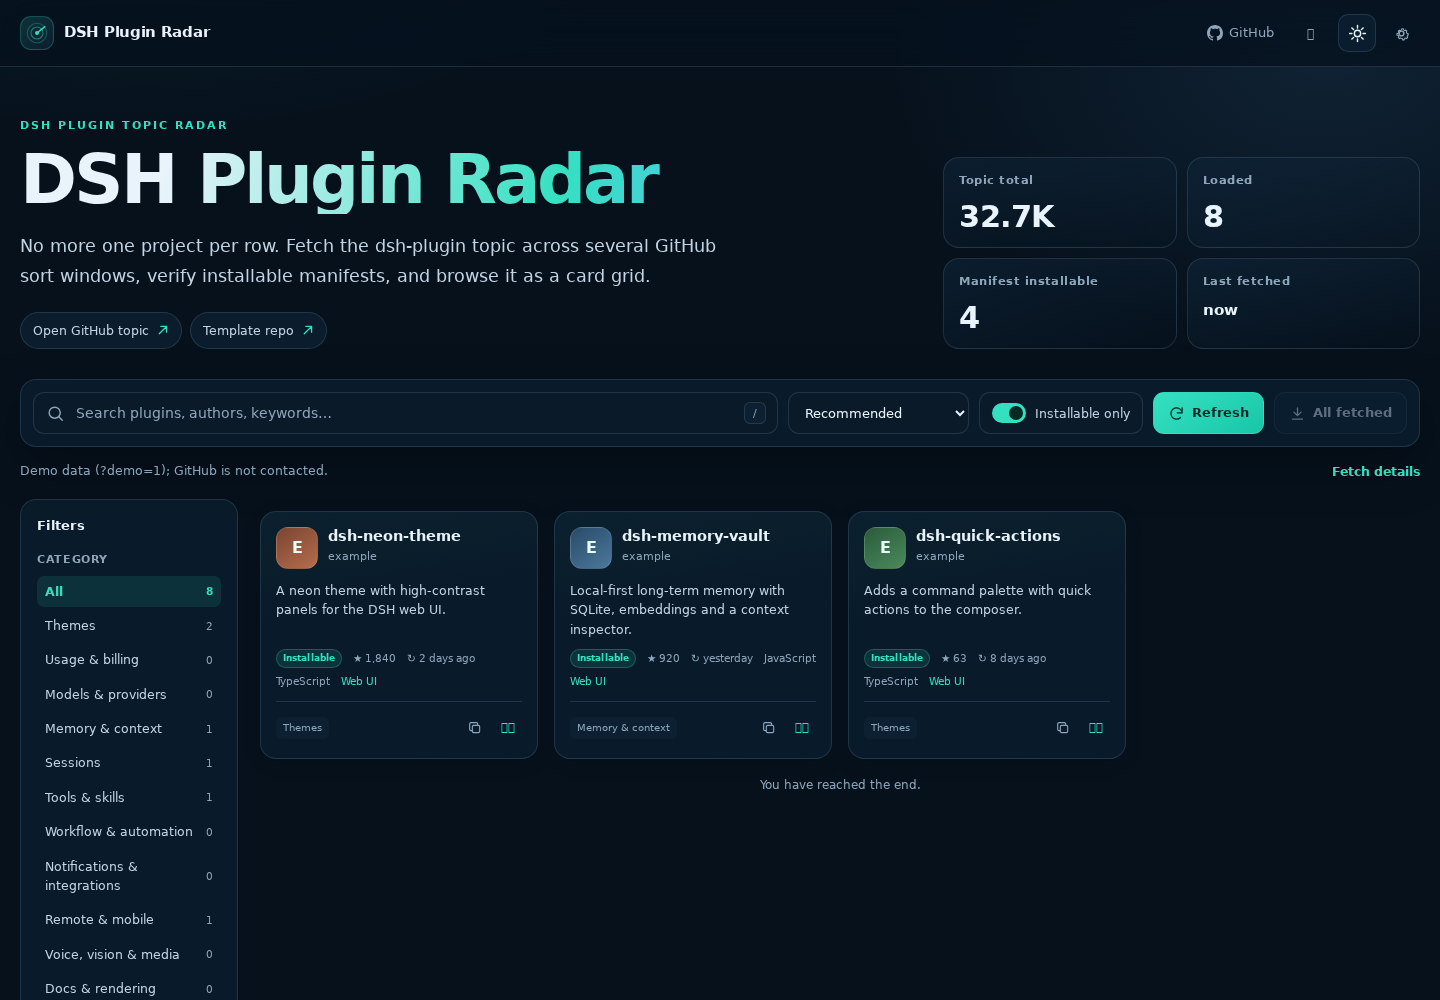 DSH Plugin Radar
GitHub
DSH PLUGIN TOPIC RADAR
DSH Plugin Radar
No more one project per row. Fetch the dsh-plugin topic across several GitHub
sort windows, verify installable manifests, and browse it as a card grid.
Open GitHub topic
Template repo
Topic total
32.7K
Loaded
8
Manifest installable
4
Last fetched
now
Search plugins, authors, keywords...
/
Recommended
Installable only
Refresh
All fetched
Demo data (?demo=1); GitHub is not contacted.
Fetch details
Filters
CATEGORY
All 8
Themes 2
Usage & billing 0
Models & providers 0
Memory & context 1
Sessions 1
Tools & skills 1
Workflow & automation 0
Notifications &
integrations 0
Remote & mobile 1
Voice, vision & media 0
Docs & rendering 0
E
dsh-neon-theme
example
A neon theme with high-contrast
panels for the DSH web UI.
Installable ★ 1,840 ↻ 2 days ago
TypeScript Web UI
Themes
E
dsh-memory-vault
example
Local-first long-term memory with
SQLite, embeddings and a context
inspector.
Installable ★ 920 ↻ yesterday JavaScript
Web UI
Memory & context
E
dsh-quick-actions
example
Adds a command palette with quick
actions to the composer.
Installable ★ 63 ↻ 8 days ago
TypeScript Web UI
Themes
You have reached the end.